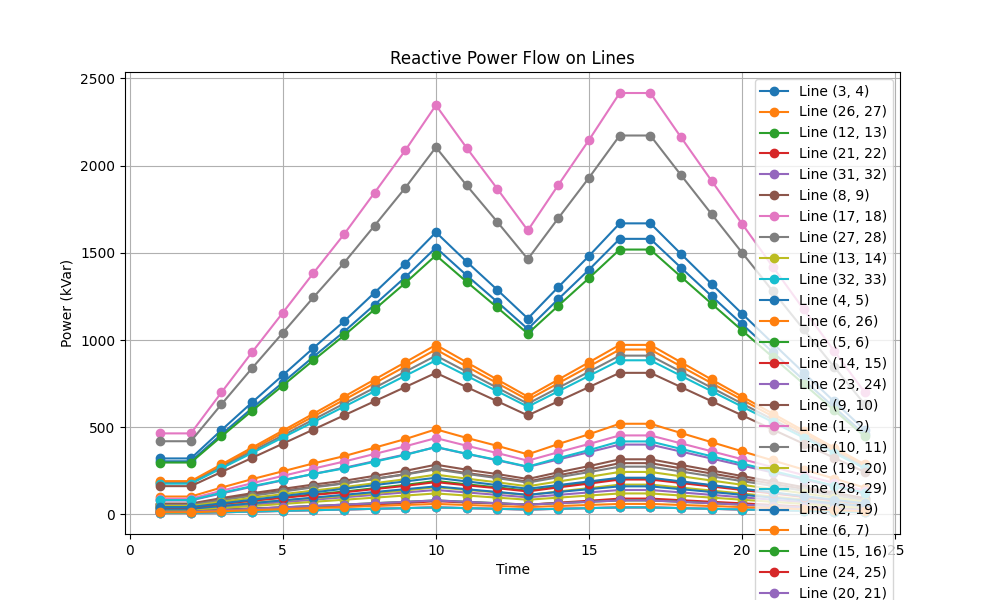 Reactive Power Flow on Lines
Power (kVar)
2500
2000
1500
1000
500
0
0
5
10
15
20
25
Time
Line (3, 4)
Line (26, 27)
Line (12, 13)
Line (21, 22)
Line (31, 32)
Line (8, 9)
Line (17, 18)
Line (27, 28)
Line (13, 14)
Line (32, 33)
Line (4, 5)
Line (6, 26)
Line (5, 6)
Line (14, 15)
Line (23, 24)
Line (9, 10)
Line (1, 2)
Line (10, 11)
Line (19, 20)
Line (28, 29)
Line (2, 19)
Line (6, 7)
Line (15, 16)
Line (24, 25)
Line (20, 21)